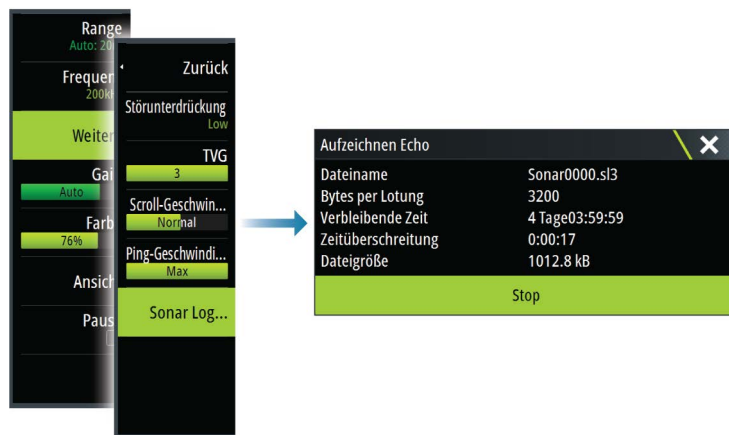 Range
Auto: 20
Frequen
200k
Weiter
Gai
Auto
Farb
76%
Ansich
Paus
Zurück
Störunterdrückung
Low
TVG
3
Scroll-Geschwin...
Normal
Ping-Geschwindi...
Max
Sonar Log...
Aufzeichnen Echo
Dateiname Sonar0000.sl3
Bytes per Lotung 3200
Verbleibende Zeit 4 Tage03:59:59
Zeitüberschreitung 0:00:17
Dateigröße 1012.8 kB
Stop